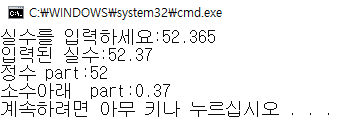 C:\WINDOWS\system32\cmd.exe
실수를 입력하세요:52.365
입력된 실수:52.37
정수 part:52
소수아래  part:0.37
계속하려면 아무 키나 누르십시오 . . .